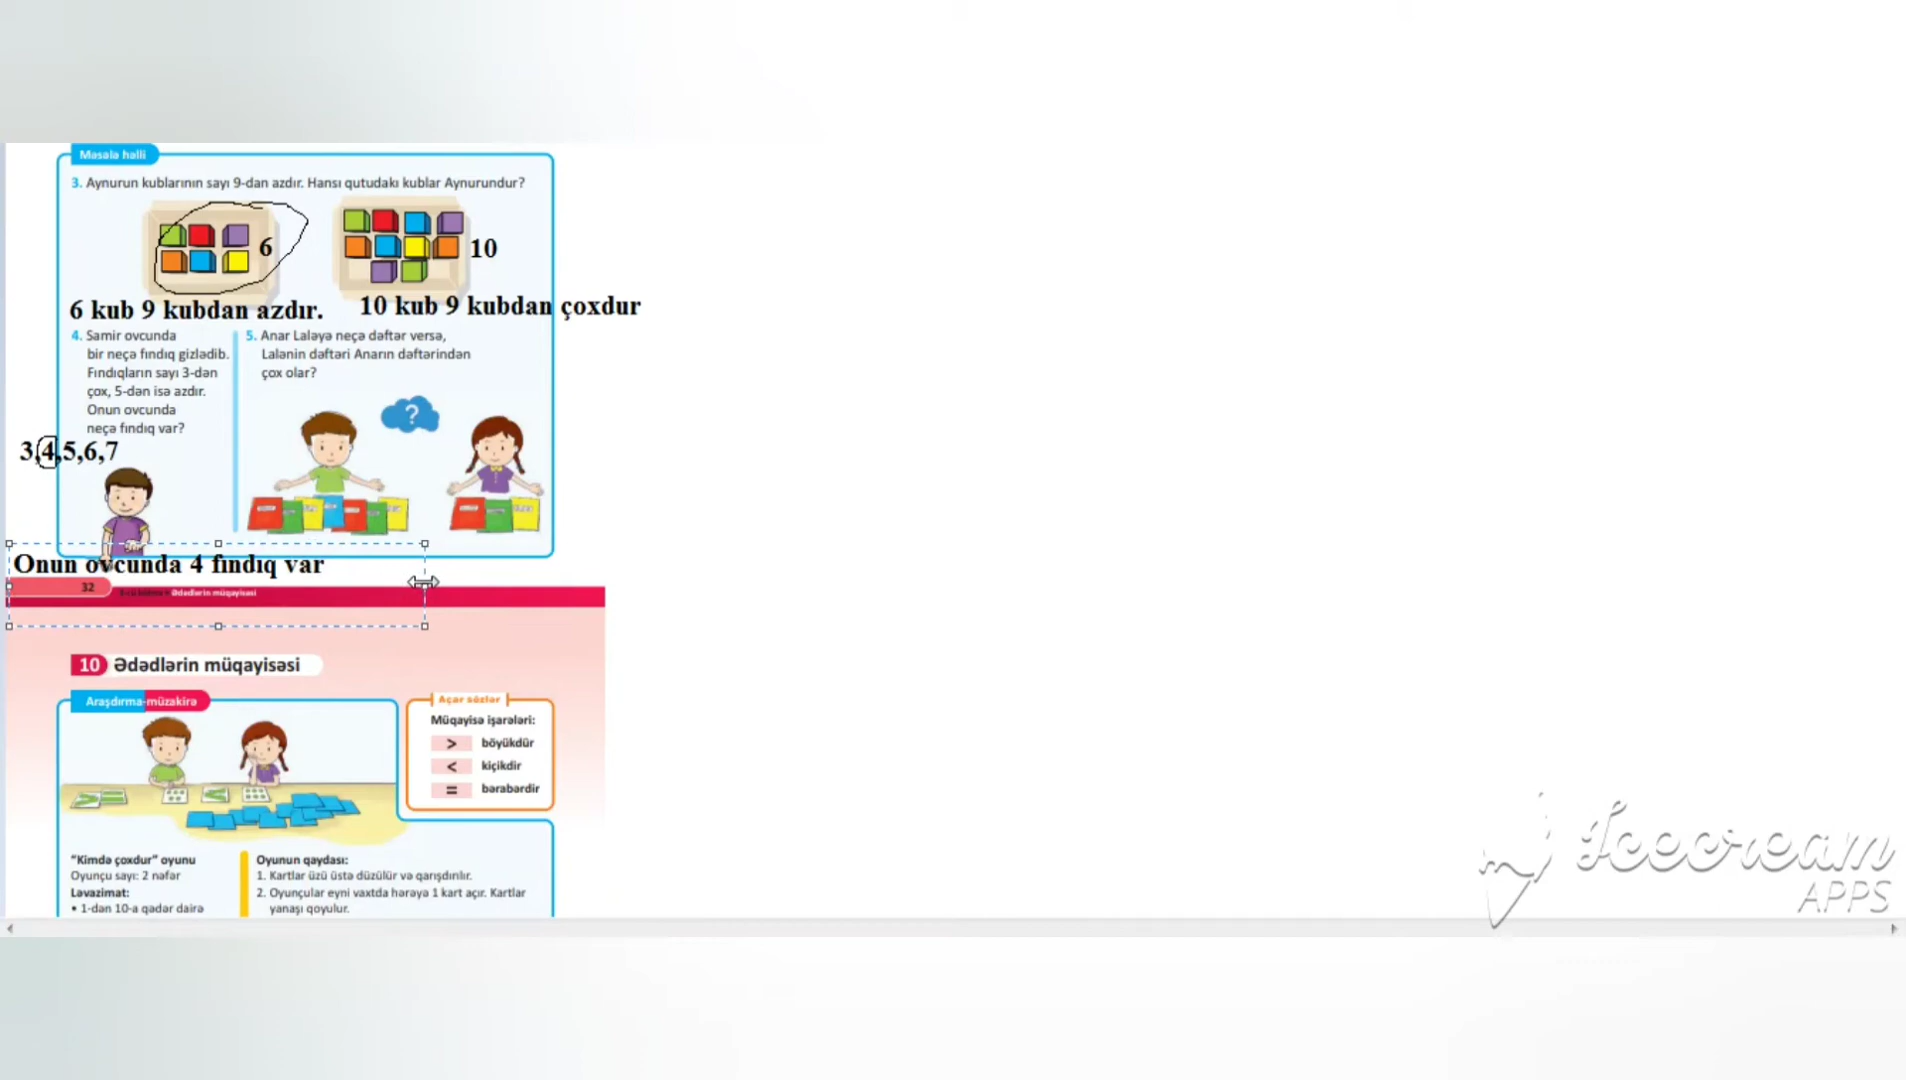 Məsələ həlli
3. Aynurun kublarının sayı 9-dan azdır. Hansı qutudakı kublar Aynurundur?
6
10
6 kub 9 kubdan azdır.
10 kub 9 kubdan çoxdur
4. Samir ovcunda
bir neçə fındıq gizlədib.
Fındıqların sayı 3-dən
çox, 5-dən isə azdır.
Onun ovcunda
neçə fındıq var?
3,4,5,6,7
5. Anar Laləyə neçə dəftər versə,
Lalənin dəftəri Anarın dəftərindən
çox olar?
?
Onun ovcunda 4 fındıq var
32
Ədədlərin müqayisəsi
10 Ədədlərin müqayisəsi
Araşdırma-müzakirə
Açar sözlər
Müqayisə işarələri:
> böyükdür
< kiçikdir
= bərabərdir
"Kimdə çoxdur" oyunu
Oyunçu sayı: 2 nəfər
Ləvazimat:
• 1-dən 10-a qədər dairə
Oyunun qaydası:
1. Kartlar üzü üstə düzülür və qarışdırılır.
2. Oyunçular eyni vaxtda hərəyə 1 kart açır. Kartlar
yanaşı qoyulur.
Icecream
APPS